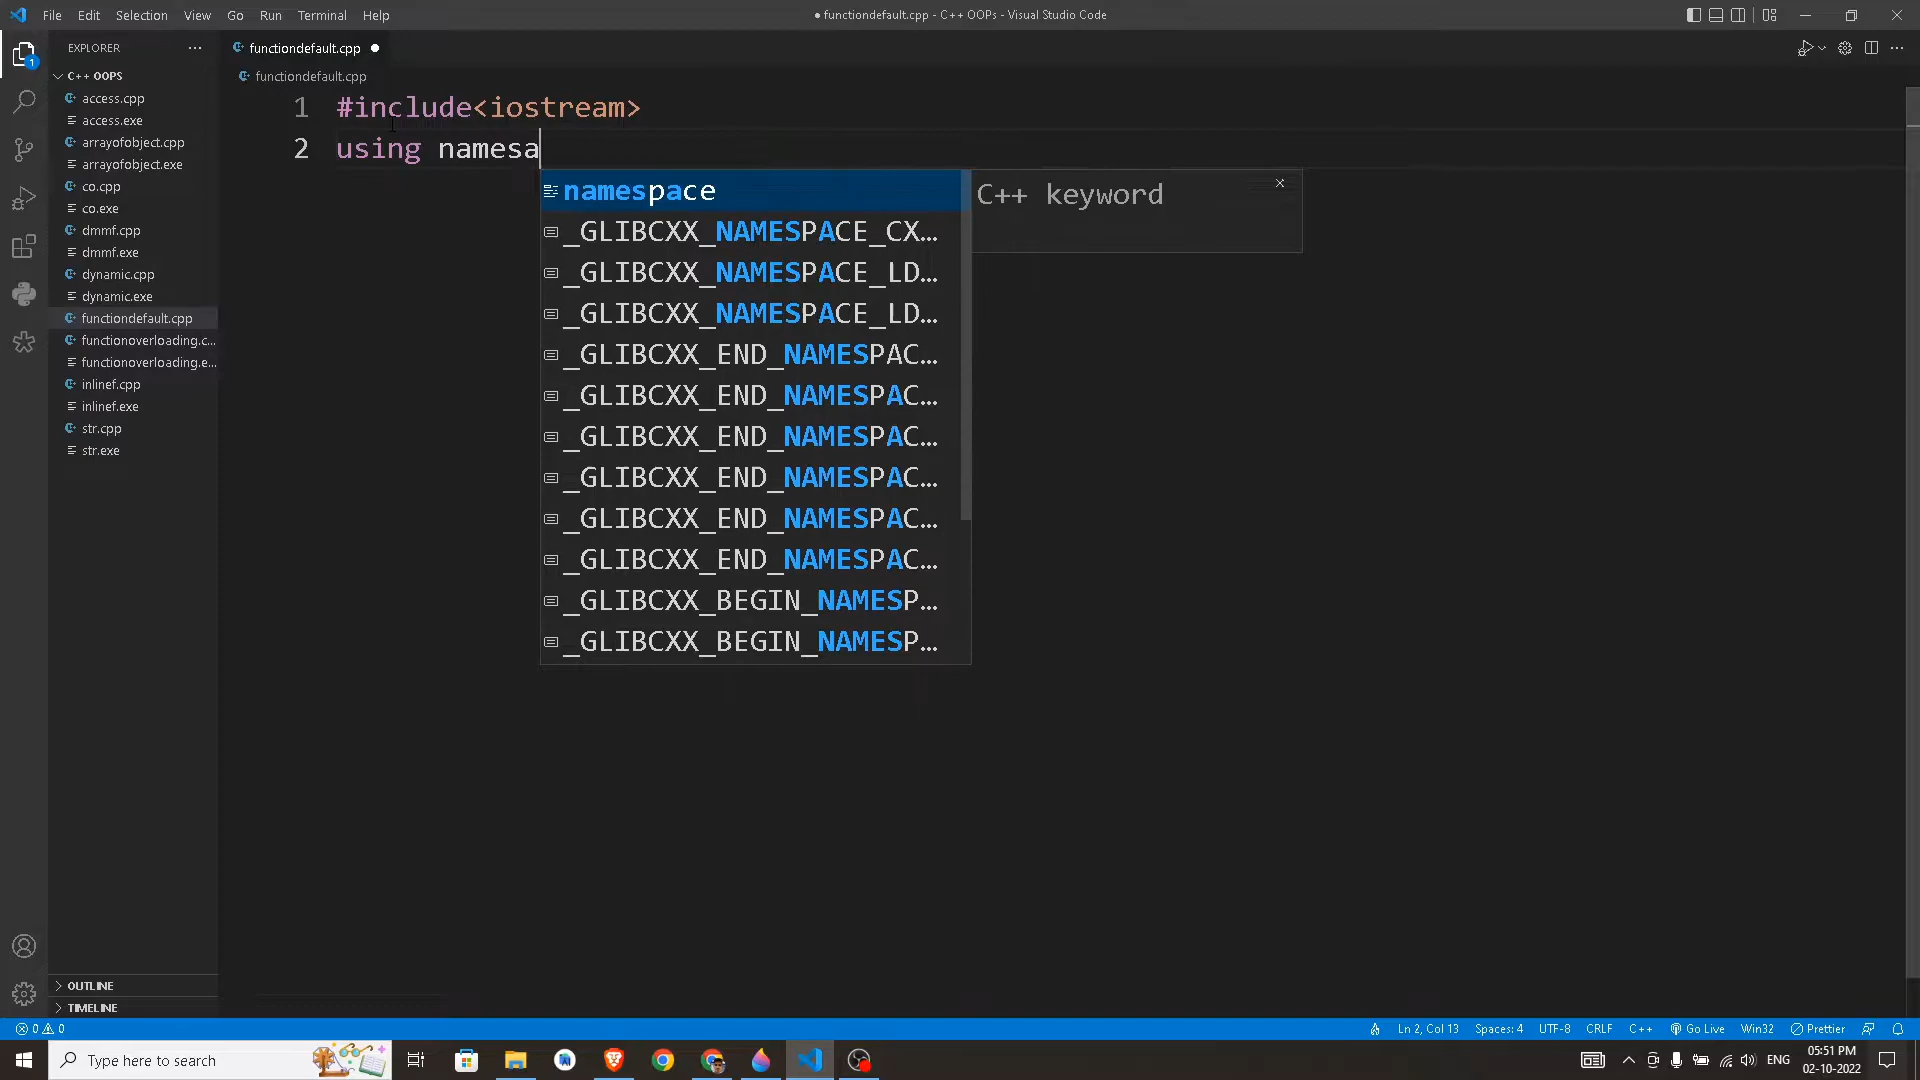 File Edit Selection View Go Run Terminal Help
● functiondefault.cpp - C++ OOPs - Visual Studio Code
EXPLORER ···
functiondefault.cpp ●
C++ OOPS
functiondefault.cpp
access.cpp
access.exe
arrayofobject.cpp
arrayofobject.exe
co.cpp
co.exe
dmmf.cpp
dmmf.exe
dynamic.cpp
dynamic.exe
functiondefault.cpp
functionoverloading.c...
functionoverloading.e...
inlinef.cpp
inlinef.exe
str.cpp
str.exe
OUTLINE
TIMELINE
1 #include<iostream>
2 using namesa
namespace
C++ keyword
_GLIBCXX_NAMESPACE_CX...
_GLIBCXX_NAMESPACE_LD...
_GLIBCXX_NAMESPACE_LD...
_GLIBCXX_END_NAMESPAC...
_GLIBCXX_END_NAMESPAC...
_GLIBCXX_END_NAMESPAC...
_GLIBCXX_END_NAMESPAC...
_GLIBCXX_END_NAMESPAC...
_GLIBCXX_END_NAMESPAC...
_GLIBCXX_BEGIN_NAMESP...
_GLIBCXX_BEGIN_NAMESP...
1
0 0
Ln 2, Col 13 Spaces: 4 UTF-8 CRLF C++ Go Live Win32 Prettier
Type here to search
ENG
05:51 PM
02-10-2022